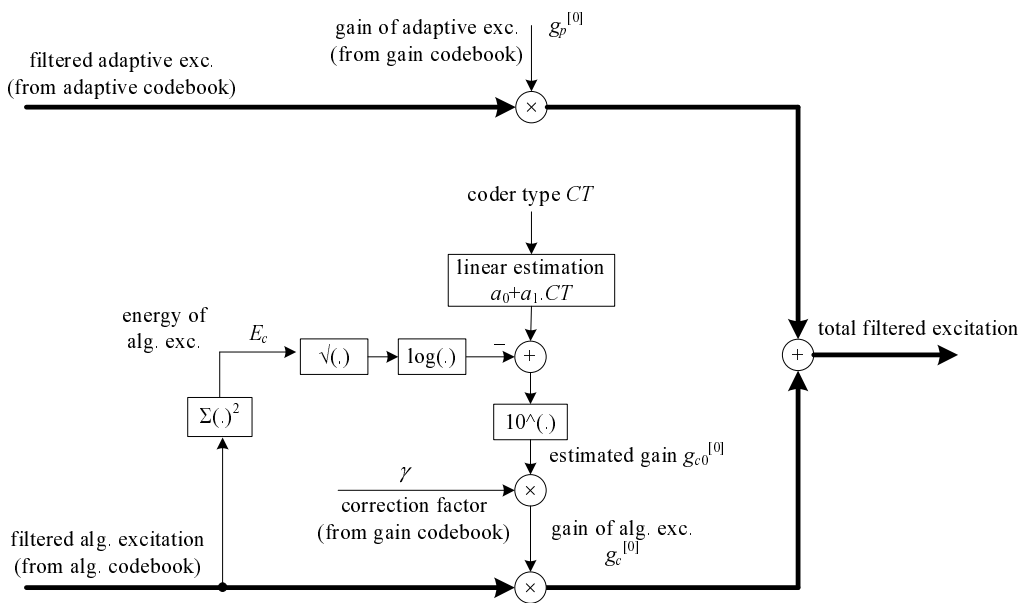 gain of adaptive exc.
(from gain codebook)
g_p^[0]
filtered adaptive exc.
(from adaptive codebook)
×
coder type CT
linear estimation
a_0+a_1.CT
energy of
alg. exc.
E_c
√(.)
log(.)
−
+
+
total filtered excitation
Σ(.)^2
10^(.)
estimated gain g_c0^[0]
γ
×
correction factor
(from gain codebook)
gain of alg. exc.
g_c^[0]
filtered alg. excitation
(from alg. codebook)
×